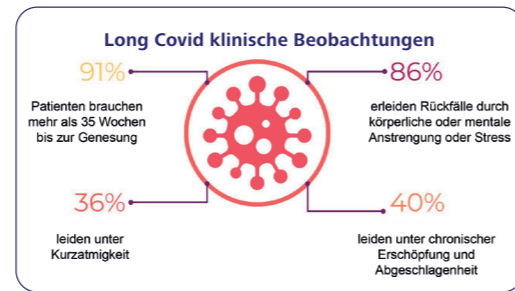 Long Covid klinische Beobachtungen
91%
Patienten brauchen
mehr als 35 Wochen
bis zur Genesung
86%
erleiden Rückfälle durch
körperliche oder mentale
Anstrengung oder Stress
36%
leiden unter
Kurzatmigkeit
40%
leiden unter chronischer
Erschöpfung und
Abgeschlagenheit